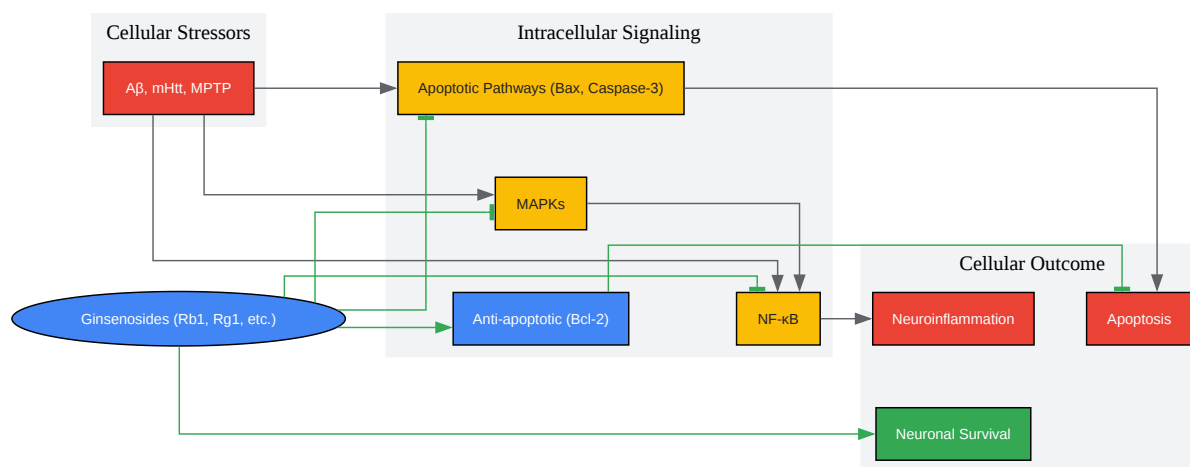 Cellular Stressors
Intracellular Signaling
Aβ, mHtt, MPTP
Apoptotic Pathways (Bax, Caspase-3)
MAPKs
Cellular Outcome
Ginsenosides (Rb1, Rg1, etc.)
Anti-apoptotic (Bcl-2)
NF-κB
Neuroinflammation
Apoptosis
Neuronal Survival